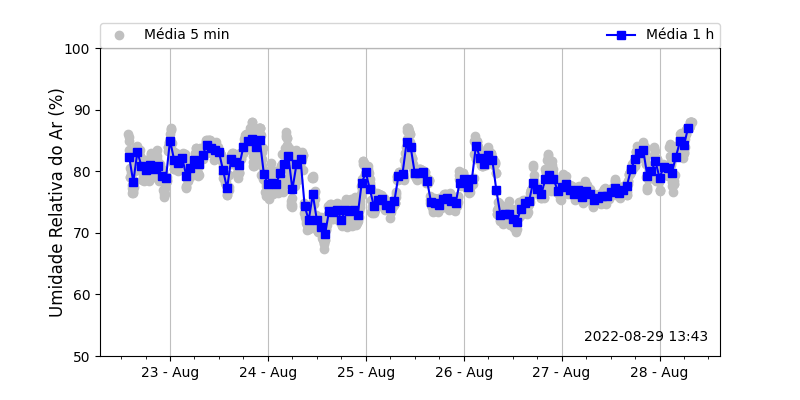 Média 5 min
Média 1 h
Umidade Relativa do Ar (%)
100
90
80
70
60
50
2022-08-29 13:43
23 - Aug
24 - Aug
25 - Aug
26 - Aug
27 - Aug
28 - Aug